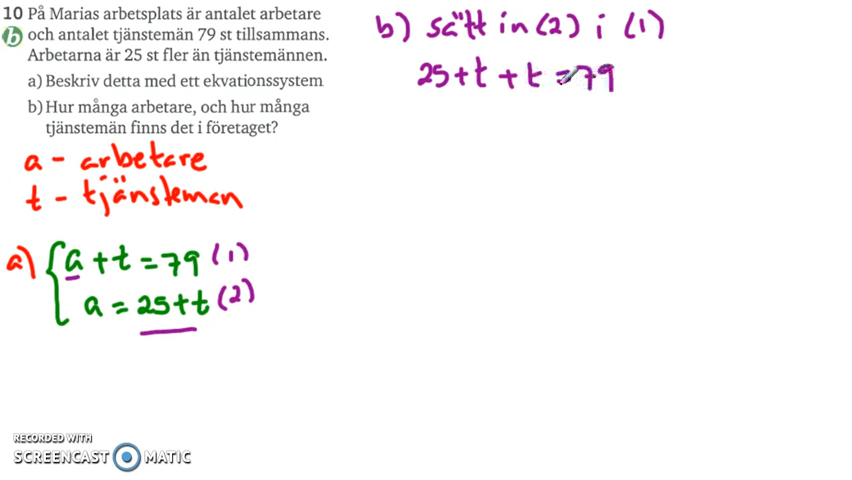 10 På Marias arbetsplats är antalet arbetare
b och antalet tjänstemän 79 st tillsammans.
Arbetarna är 25 st fler än tjänstemännen.
a) Beskriv detta med ett ekvationssystem
b) Hur många arbetare, och hur många
tjänstemän finns det i företaget?
a - arbetare
t - tjänsteman
a) { a + t = 79 (1)
a = 25 + t (2)
b) sätt in (2) i (1)
25 + t + t = 79
RECORDED WITH
SCREENCAST MATIC